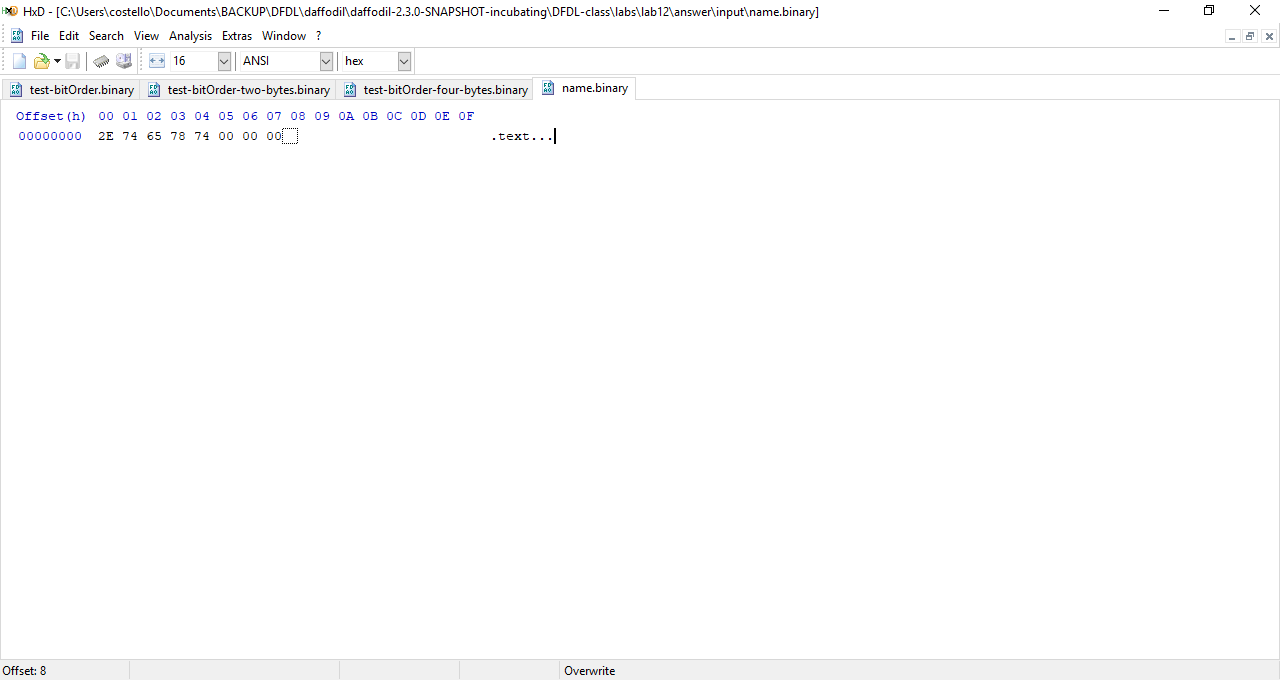 HxD - [C:\Users\costello\Documents\BACKUP\DFDL\daffodil\daffodil-2.3.0-SNAPSHOT-incubating\DFDL-class\labs\lab12\answer\input\name.binary]
File Edit Search View Analysis Extras Window ?
16 ANSI hex
test-bitOrder.binary test-bitOrder-two-bytes.binary test-bitOrder-four-bytes.binary name.binary
Offset(h) 00 01 02 03 04 05 06 07 08 09 0A 0B 0C 0D 0E 0F
00000000 2E 74 65 78 74 00 00 00 .text...
Offset: 8 Overwrite